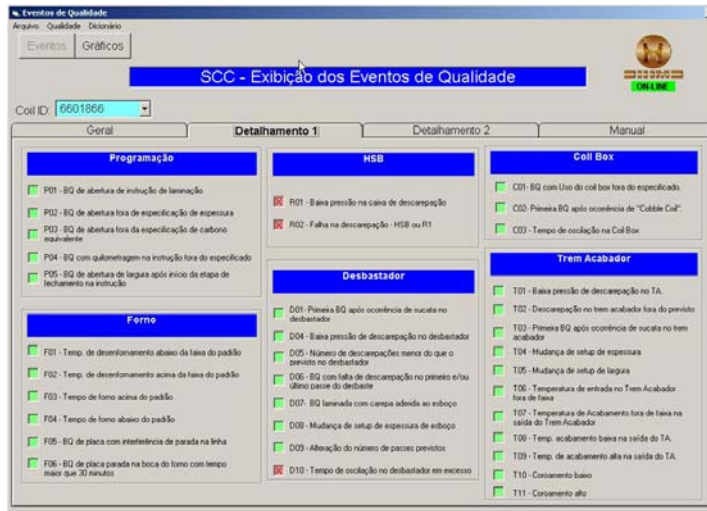 Eventos de Qualidade
Arquivo Qualidade Dicionário
Eventos Gráficos
SCC - Exibição dos Eventos de Qualidade
ON-LINE
Coil ID: 6601866
Geral Detalhamento 1 Detalhamento 2 Manual
Programação
P01 - BQ de abertura de instrução de laminação
P02 - BQ de abertura fora de especificação de espessura
P03 - BQ de abertura fora da especificação de carbono
equivalente
P04 - BQ com quilometragem na instrução fora do especificado
P05 - BQ de abertura de largura após início da etapa de
fechamento na instrução
Forno
F01 - Temp. de desenfornamento abaixo da faixa do padrão
F02 - Temp. de desenfornamento acima da faixa do padrão
F03 - Tempo de forno acima do padrão
F04 - Tempo de forno abaixo do padrão
F05 - BQ de placa com interferência de parada na linha
F06 - BQ de placa parada na boca do forno com tempo
maior que 30 minutos
HSB
R01 - Baixa pressão na caixa de descarepação
R02 - Falha na descarepação - HSB ou R1
Desbastador
D01- Primeira BQ após ocorrência de sucata no
desbastador
D04 - Baixa pressão de descarepação no desbastador
D05 - Número de descarepações menor do que o
previsto no desbastador
D06 - BQ com falta de descarepação no primeiro e/ou
último passe do desbaste
D07- BQ laminada com carepa aderida ao esboço
D08 - Mudança de setup de espessura de esboço
D09 - Alteração do número de passes previstos
D10 - Tempo de oscilação no desbastador em excesso
Coil Box
C01- BQ com Uso do coil box fora do especificado.
C02- Primeira BQ após ocorrência de "Cobble Coil".
C03 - Tempo de oscilação na Coil Box
Trem Acabador
T01 - Baixa pressão de descarepação no TA.
T02 - Descarepação no trem acabador fora do previsto
T03 - Primeira BQ após ocorrência de sucata no trem
acabador
T04 - Mudança de setup de espessura
T05 - Mudança de setup de largura
T06 - Temperatura de entrada no Trem Acabador
fora de faixa
T07 - Temperatura de Acabamento fora de faixa na
saída do Trem Acabador
T08 - Temp. acabamento baixa na saída do TA.
T09 - Temp. de acabamento alta na saída do TA.
T10 - Coroamento baixo
T11 - Coroamento alto